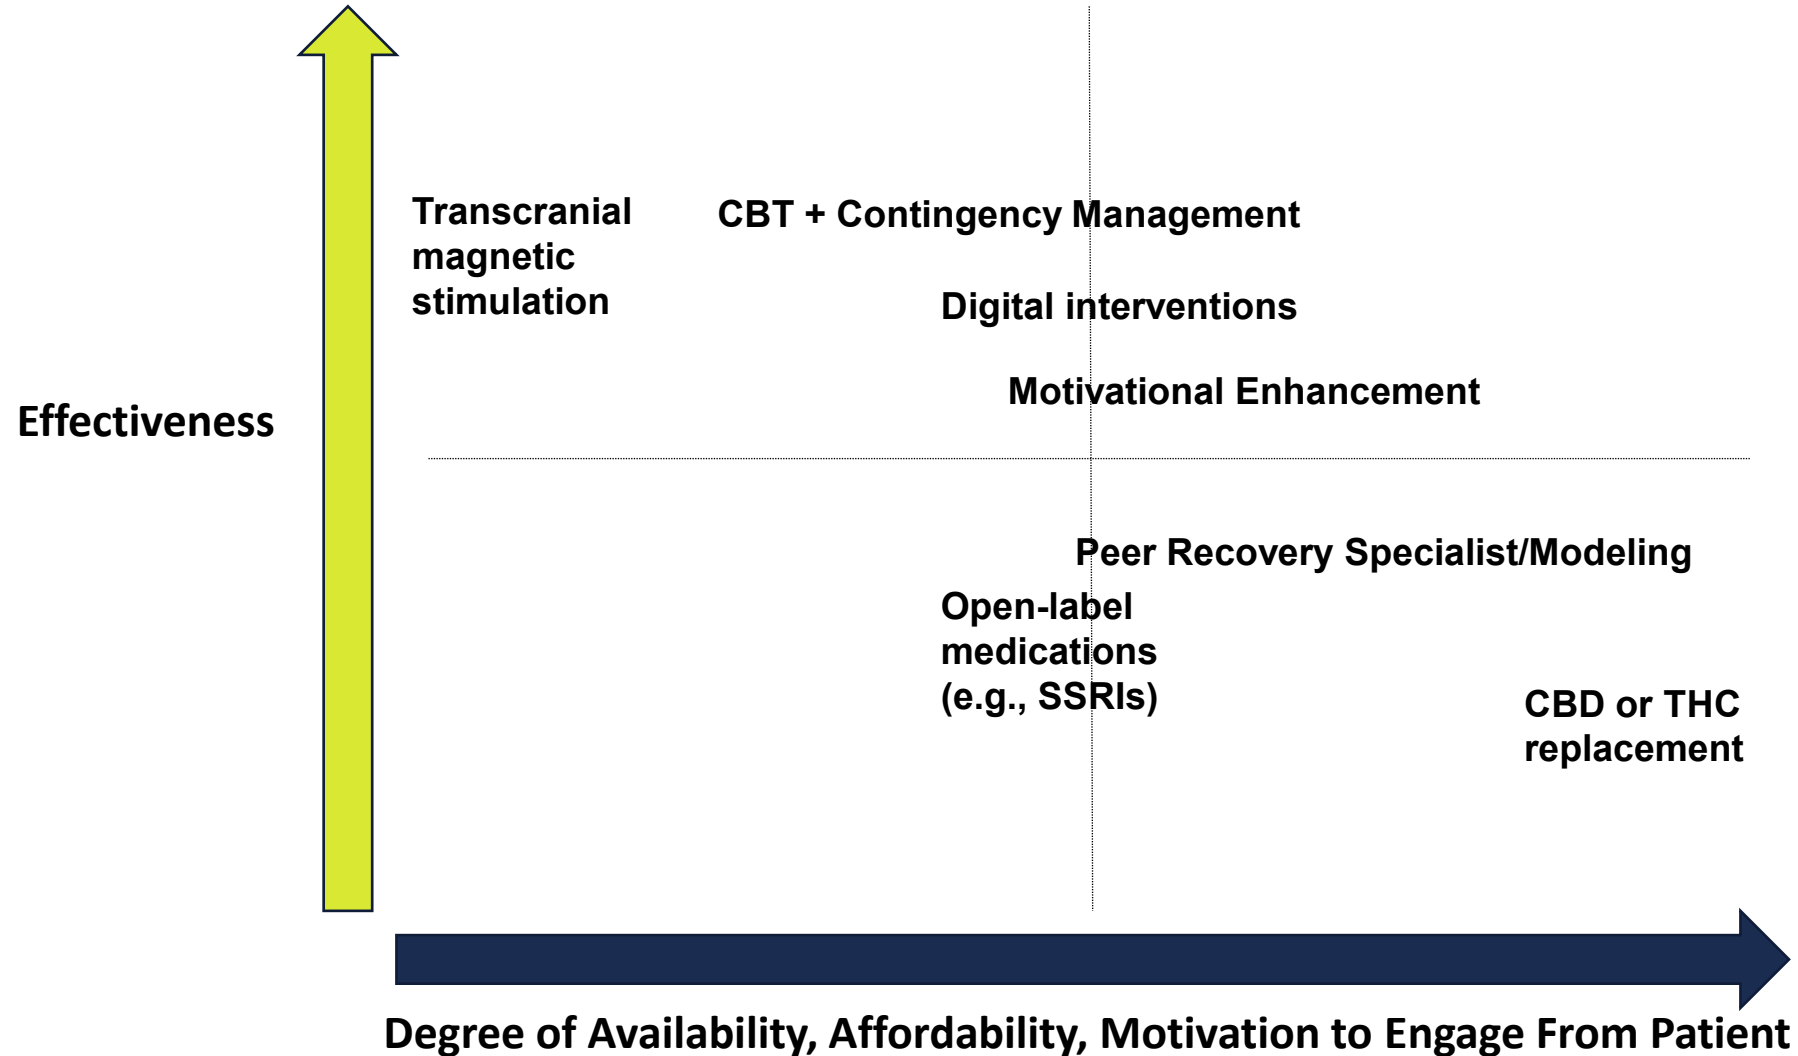 Transcranial
magnetic
stimulation
CBT + Contingency Management
Digital interventions
Motivational Enhancement
Effectiveness
Peer Recovery Specialist/Modeling
Open-label
medications
(e.g., SSRIs)
CBD or THC
replacement
Degree of Availability, Affordability, Motivation to Engage From Patient